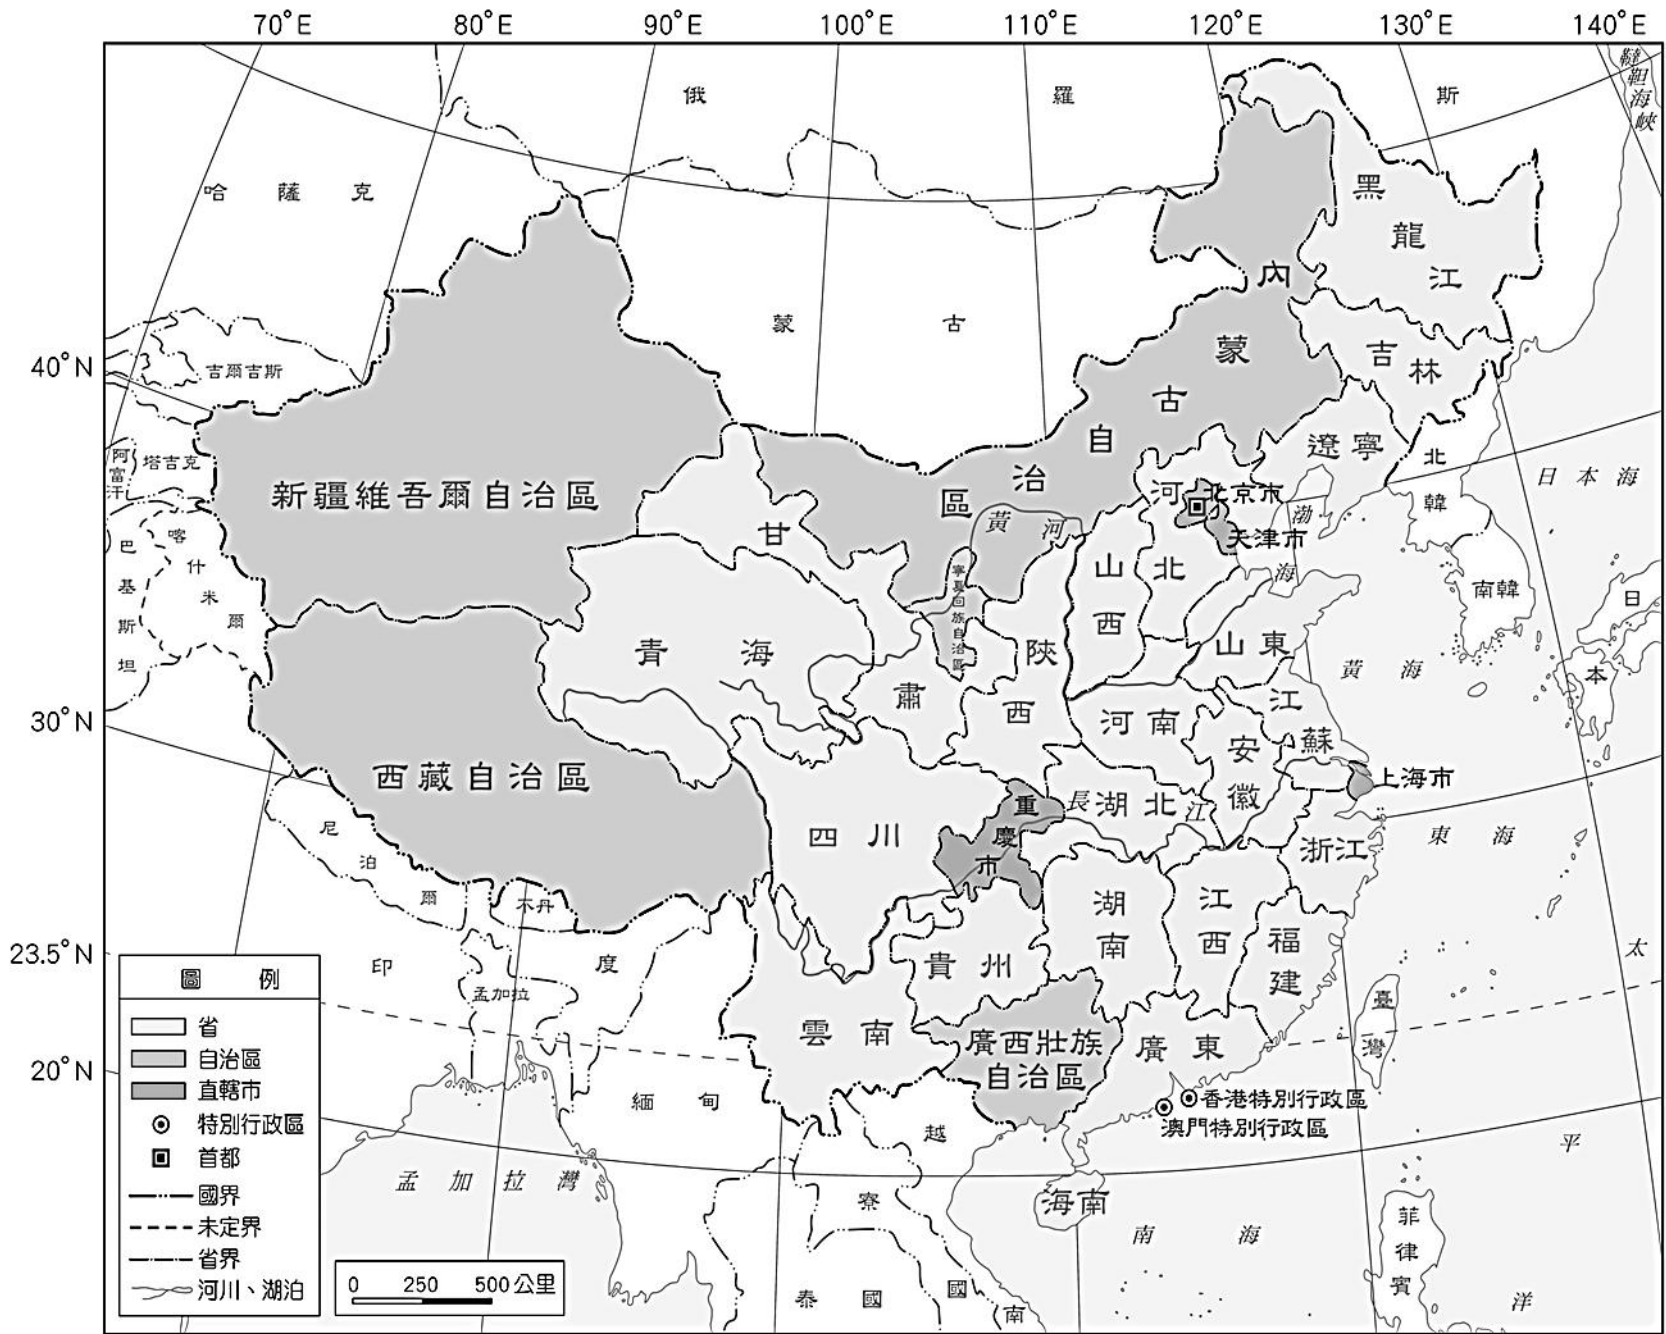 70°E 80°E 90°E 100°E 110°E 120°E 130°E 140°E
40°N
30°N
23.5°N
20°N
俄羅斯
韃靼海峽
哈薩克
蒙古
吉爾吉斯
塔吉克
阿富汗
巴基斯坦
喀什米爾
黑龍江
內蒙古自治區
吉林
遼寧
北韓
南韓
日本海
日本
新疆維吾爾自治區
甘肅
黃河
寧夏回族自治區
河北
北京市
天津市
渤海
山西
山東
陝西
青海
黃海
河南
江蘇
安徽
上海市
西藏自治區
四川
重慶市
長江
湖北
浙江
東海
尼泊爾
不丹
印度
孟加拉
湖南
江西
福建
貴州
雲南
廣西壯族
自治區
廣東
臺灣
香港特別行政區
澳門特別行政區
太平洋
緬甸
越南
寮國
泰國
孟加拉灣
海南
南海
菲律賓
圖例
省
自治區
直轄市
特別行政區
首都
國界
未定界
省界
河川、湖泊
0 250 500公里